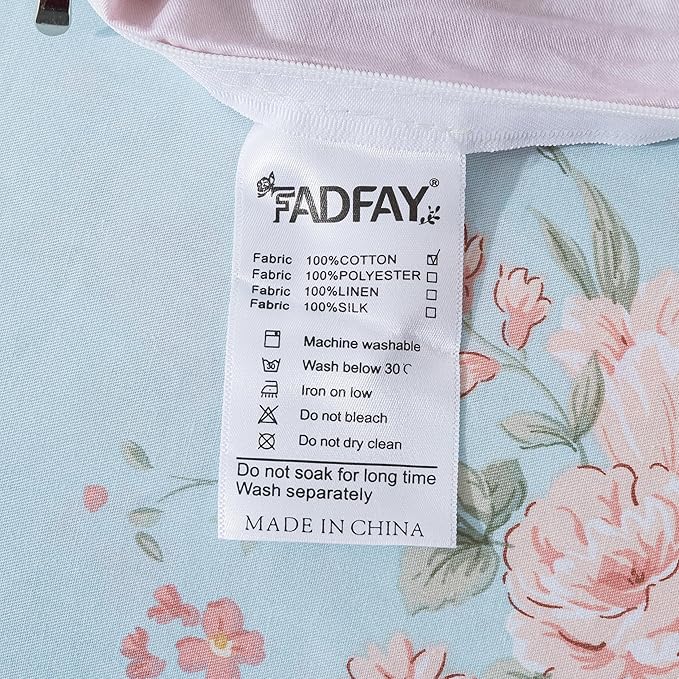 FADFAY®
Fabric 100%COTTON ☑
Fabric 100%POLYESTER ☐
Fabric 100%LINEN ☐
Fabric 100%SILK ☐
Machine washable
30 Wash below 30℃
Iron on low
Do not bleach
Do not dry clean
Do not soak for long time
Wash separately
MADE IN CHINA